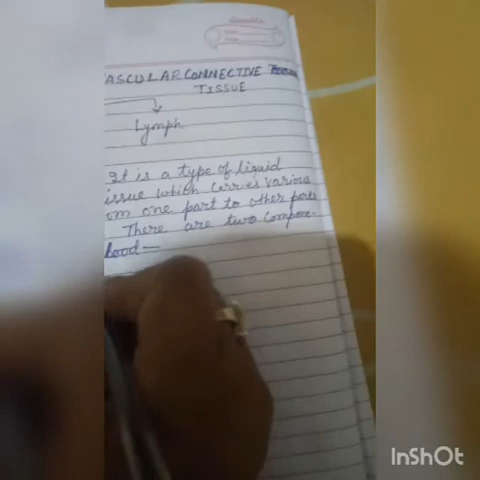 ASCULAR CONNECTIVE
TISSUE
Lymph
It is a type of liquid
issue which carries various
om one part to other parts
There are two compone-
lood —
InShOt